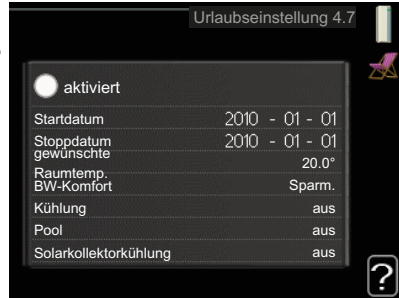 Urlaubseinstellung 4.7
aktiviert
Startdatum 2010 - 01 - 01
Stoppdatum 2010 - 01 - 01
gewünschte
Raumtemp. 20.0°
BW-Komfort Sparm.
Kühlung aus
Pool aus
Solarkollektorkühlung aus
?